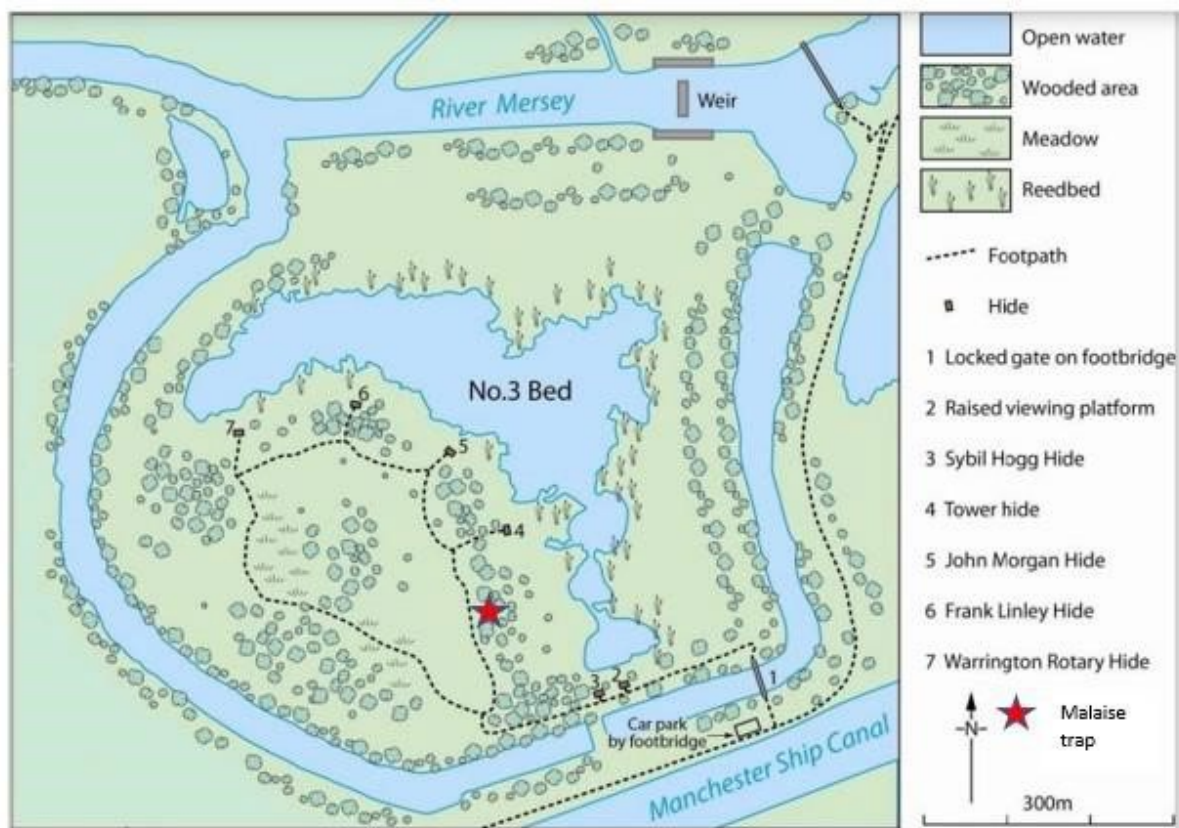 River Mersey
Weir
No.3 Bed
6
7
5
4
3
2
1
Car park
by footbridge
Manchester Ship Canal
Open water
Wooded area
Meadow
Reedbed
Footpath
Hide
1 Locked gate on footbridge
2 Raised viewing platform
3 Sybil Hogg Hide
4 Tower hide
5 John Morgan Hide
6 Frank Linley Hide
7 Warrington Rotary Hide
N
Malaise
trap
300m